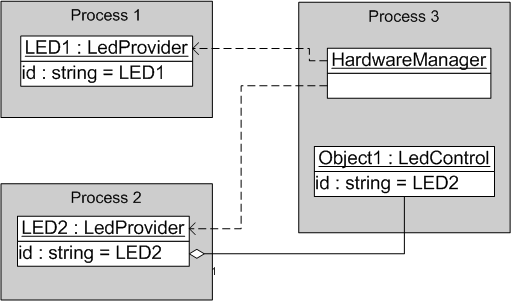 Process 1
LED1 : LedProvider
id : string = LED1
Process 3
HardwareManager
Object1 : LedControl
id : string = LED2
Process 2
LED2 : LedProvider
id : string = LED2
1